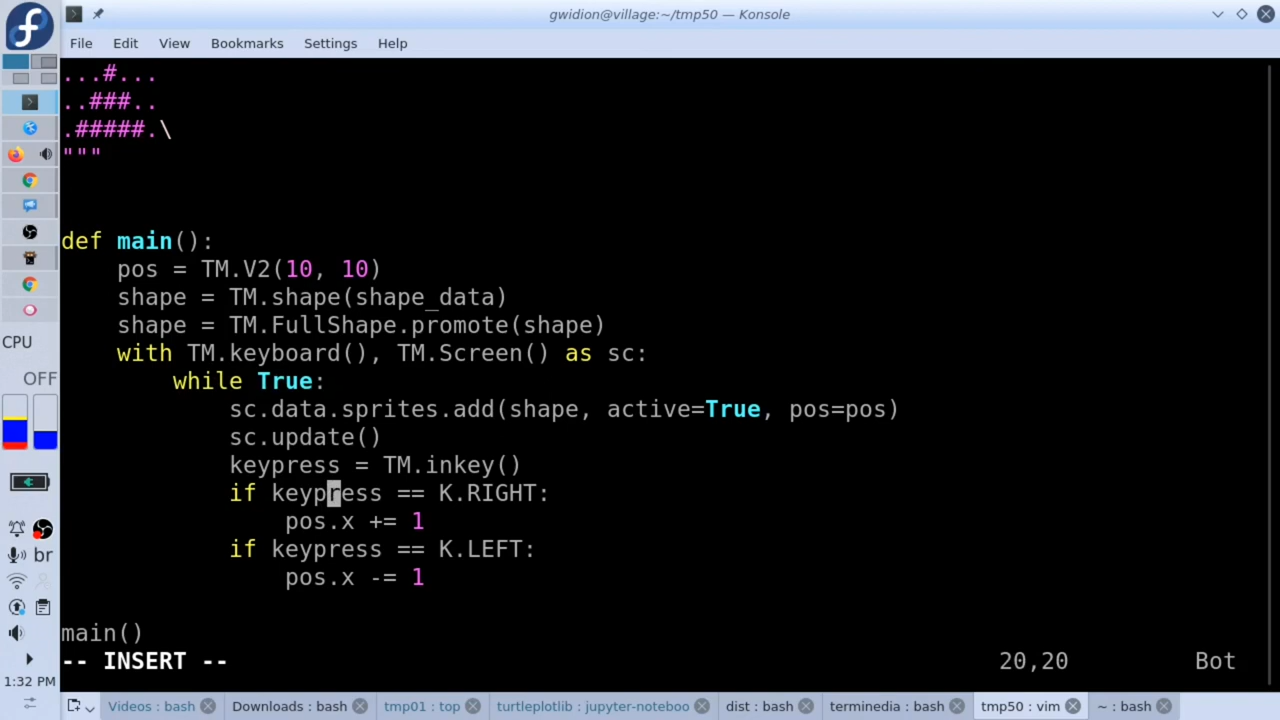 gwidion@village:~/tmp50 — Konsole
File Edit View Bookmarks Settings Help
...#...
..###..
.#####.\
"""
def main():
    pos = TM.V2(10, 10)
    shape = TM.shape(shape_data)
    shape = TM.FullShape.promote(shape)
    with TM.keyboard(), TM.Screen() as sc:
        while True:
            sc.data.sprites.add(shape, active=True, pos=pos)
            sc.update()
            keypress = TM.inkey()
            if keypress == K.RIGHT:
                pos.x += 1
            if keypress == K.LEFT:
                pos.x -= 1
main()
-- INSERT -- 20,20 Bot
CPU
OFF
br
1:32 PM
Videos : bash Downloads : bash tmp01 : top turtleplotlib : jupyter-noteboo dist : bash terminedia : bash tmp50 : vim ~ : bash